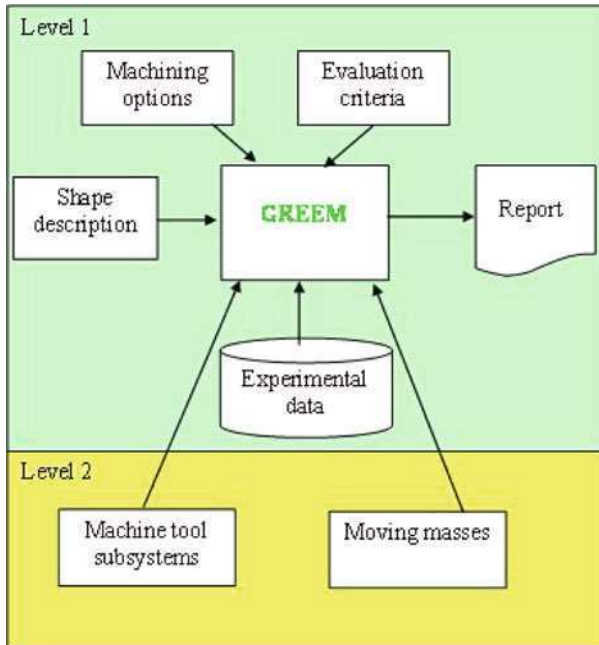 Level 1
Machining
options
Evaluation
criteria
Shape
description
GREEM
Report
Experimental
data
Level 2
Machine tool
subsystems
Moving masses